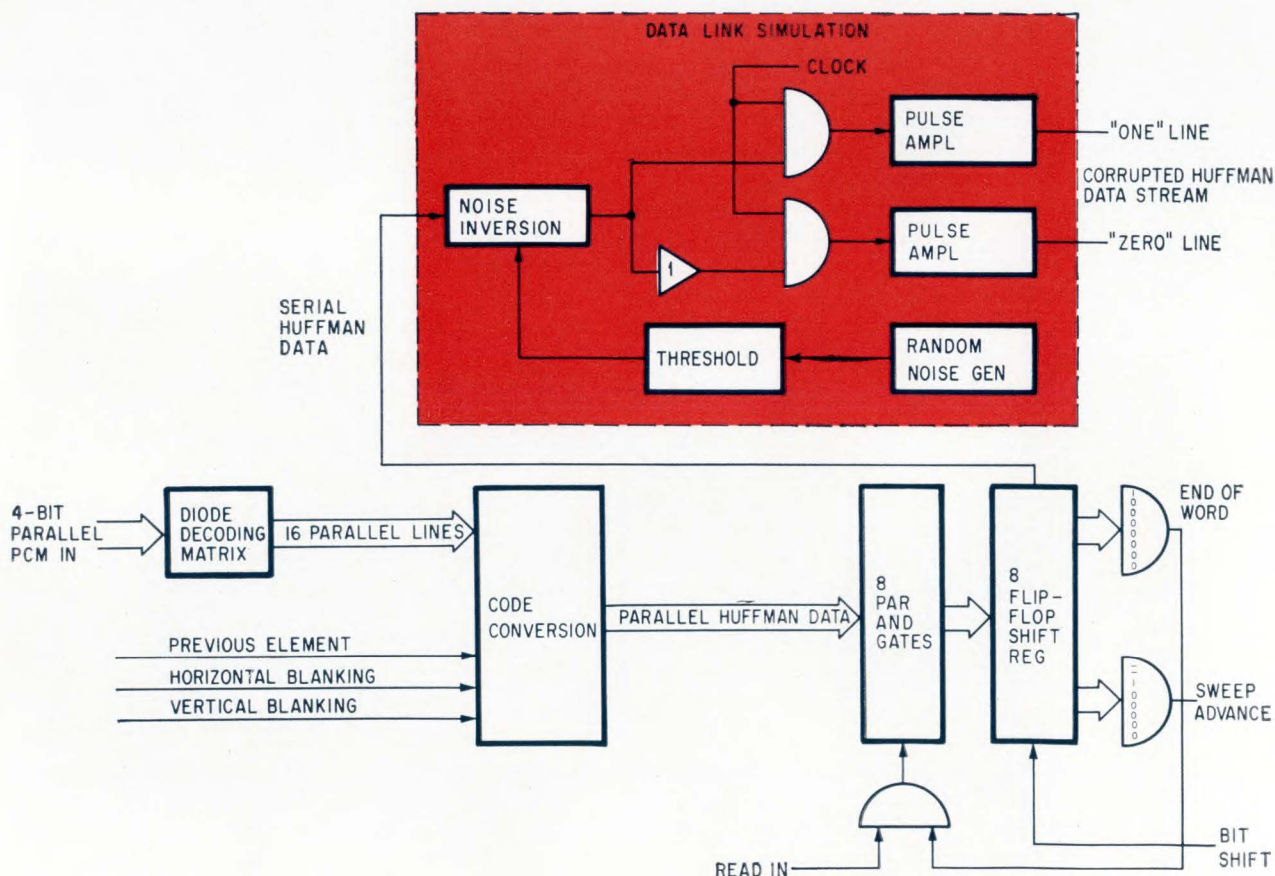 DATA LINK SIMULATION
CLOCK
PULSE
AMPL
"ONE" LINE
CORRUPTED HUFFMAN
DATA STREAM
NOISE
INVERSION
PULSE
AMPL
"ZERO" LINE
1
SERIAL
HUFFMAN
DATA
THRESHOLD
RANDOM
NOISE GEN
4-BIT
PARALLEL
PCM IN
DIODE
DECODING
MATRIX
16 PARALLEL LINES
CODE
CONVERSION
PARALLEL HUFFMAN DATA
8
PAR
AND
GATES
8
FLIP-
FLOP
SHIFT
REG
10000000
END OF
WORD
PREVIOUS ELEMENT
HORIZONTAL BLANKING
VERTICAL BLANKING
SWEEP
ADVANCE
READ IN
BIT
SHIFT